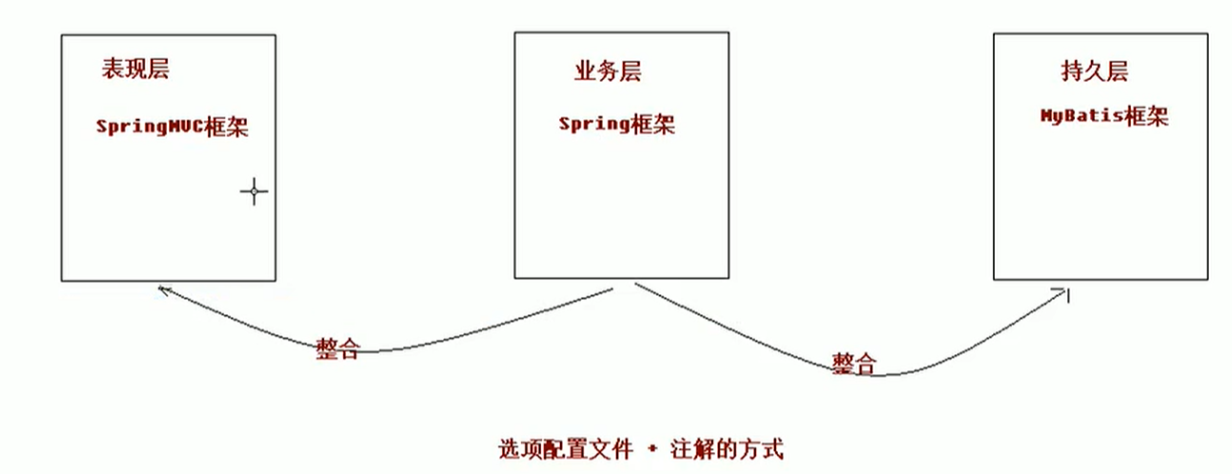 表现层
SpringMVC框架
业务层
Spring框架
持久层
MyBatis框架
整合
整合
选项配置文件 + 注解的方式